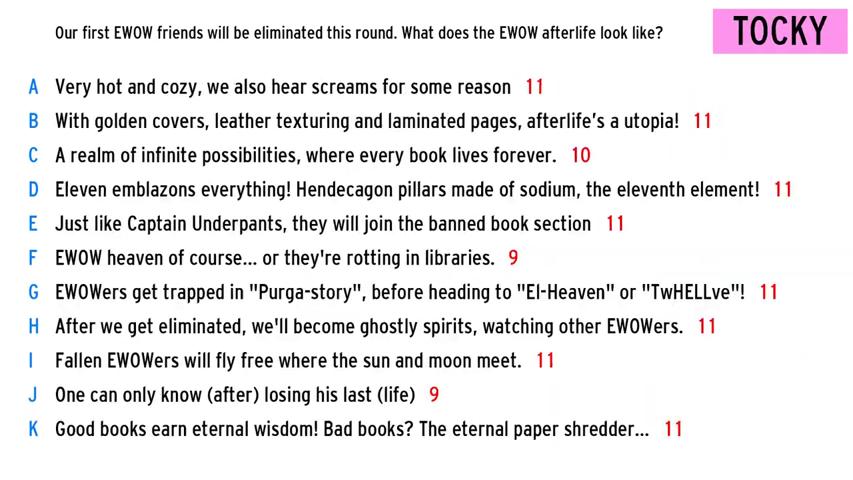 Our first EWOW friends will be eliminated this round. What does the EWOW afterlife look like?
TOCKY
A Very hot and cozy, we also hear screams for some reason 11
B With golden covers, leather texturing and laminated pages, afterlife's a utopia! 11
C A realm of infinite possibilities, where every book lives forever. 10
D Eleven emblazons everything! Hendecagon pillars made of sodium, the eleventh element! 11
E Just like Captain Underpants, they will join the banned book section 11
F EWOW heaven of course... or they're rotting in libraries. 9
G EWOWers get trapped in "Purga-story", before heading to "El-Heaven" or "TwHELLve"! 11
H After we get eliminated, we'll become ghostly spirits, watching other EWOWers. 11
I Fallen EWOWers will fly free where the sun and moon meet. 11
J One can only know (after) losing his last (life) 9
K Good books earn eternal wisdom! Bad books? The eternal paper shredder... 11